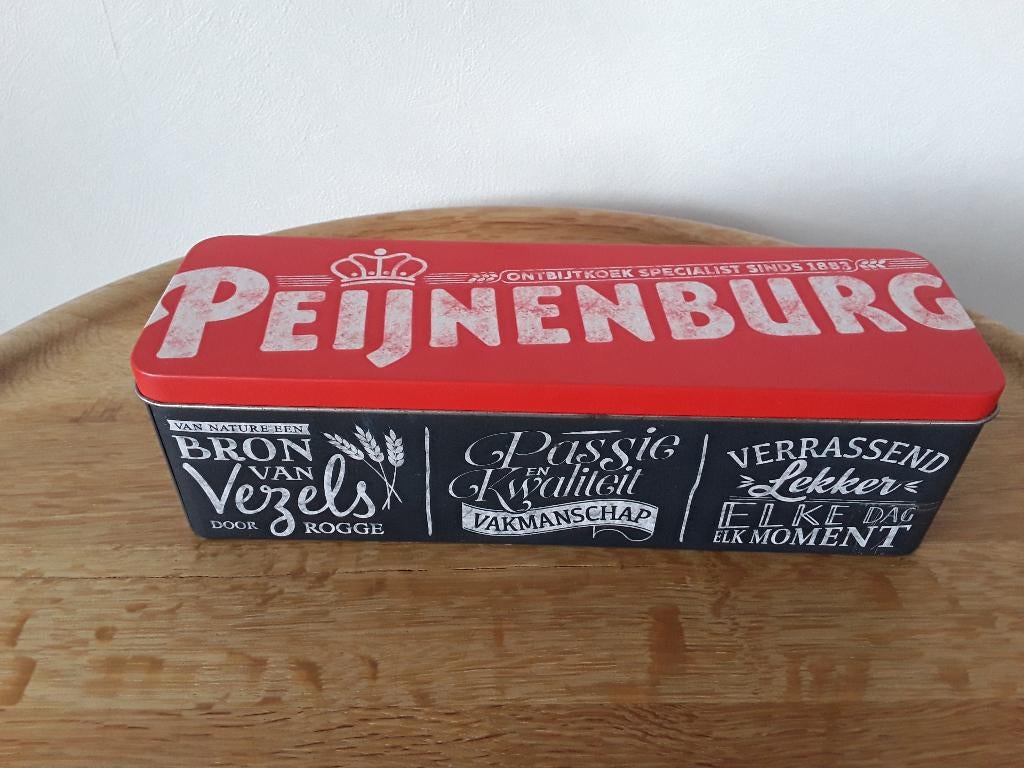 ONTBIJTKOEK SPECIALIST SINDS 1883
PEIJNENBURG
VAN NATURE EEN
BRON
VAN
Vezels
DOOR ROGGE
Passie
EN
Kwaliteit
VAKMANSCHAP
VERRASSEND
Lekker
ELKE DAG
ELK MOMENT